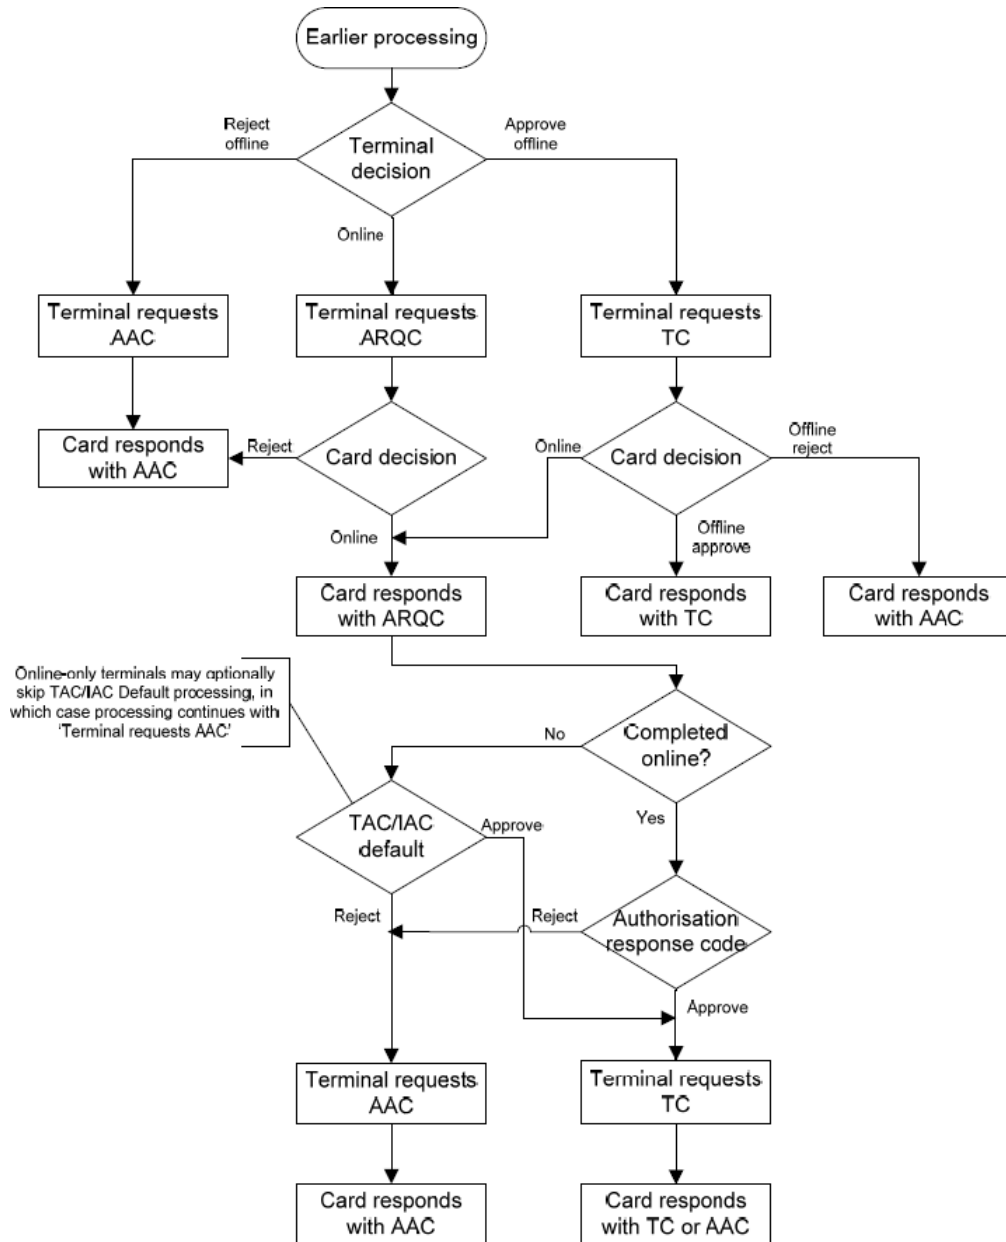 Earlier processing
Reject
offline
Approve
offline
Terminal
decision
Online
Terminal requests
AAC
Terminal requests
ARQC
Terminal requests
TC
Card responds
with AAC
Reject
Card decision
Online
Card decision
Offline
reject
Online
Offline
approve
Card responds
with ARQC
Card responds
with TC
Card responds
with AAC
Online-only terminals may optionally
skip TAC/IAC Default processing, in
which case processing continues with
'Terminal requests AAC'
No
Completed
online?
TAC/IAC
default
Approve
Yes
Reject
Reject
Authorisation
response code
Approve
Terminal requests
AAC
Terminal requests
TC
Card responds
with AAC
Card responds
with TC or AAC